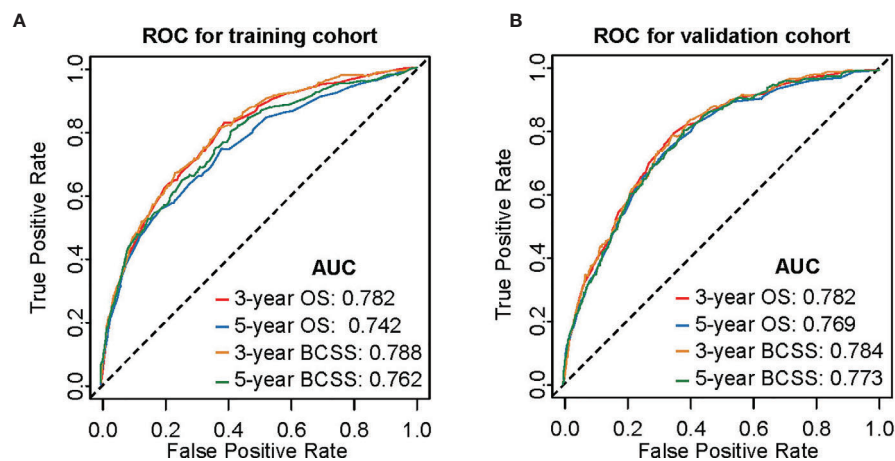 A
ROC for training cohort
True Positive Rate
1.0
0.8
0.6
0.4
0.2
0.0
AUC
3-year OS: 0.782
5-year OS: 0.742
3-year BCSS: 0.788
5-year BCSS: 0.762
0.0 0.2 0.4 0.6 0.8 1.0
False Positive Rate
B
ROC for validation cohort
True Positive Rate
1.0
0.8
0.6
0.4
0.2
0.0
AUC
3-year OS: 0.782
5-year OS: 0.769
3-year BCSS: 0.784
5-year BCSS: 0.773
0.0 0.2 0.4 0.6 0.8 1.0
False Positive Rate